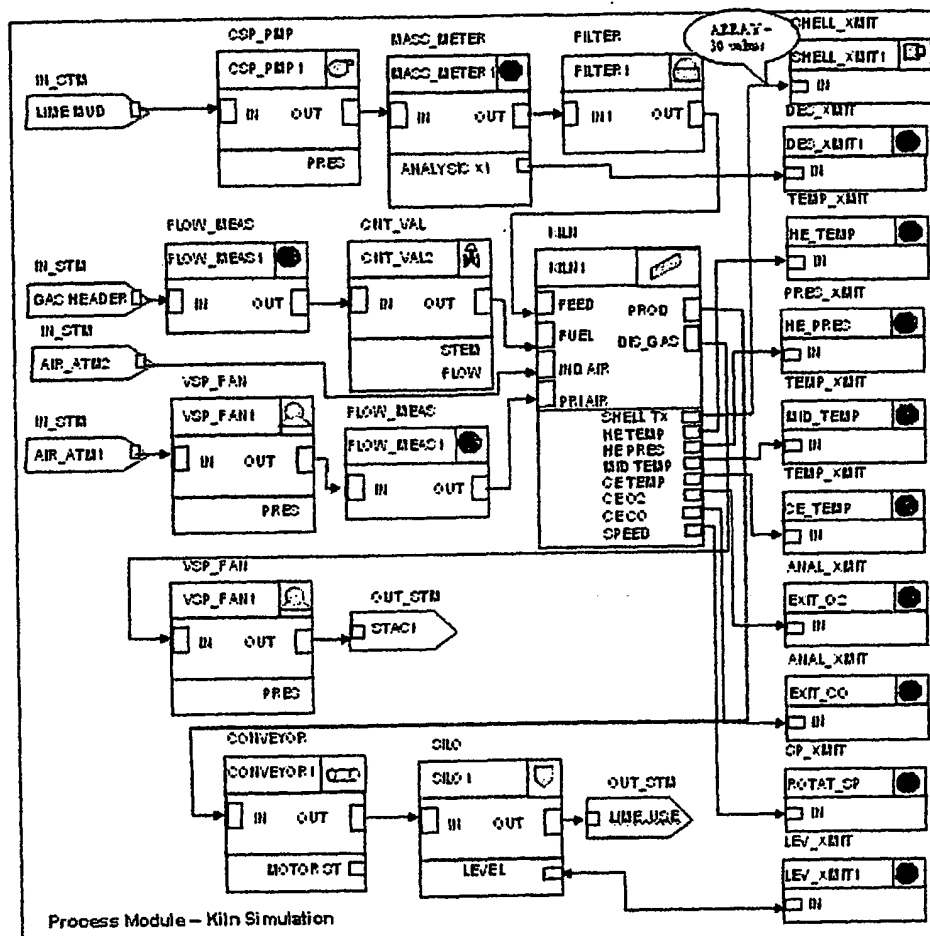 CSP_PMP
MASS_METER
FILTER
ARRAY -
30 values
SHELL_XMIT
IN_STM
LIME MUD
CSP_PMP1
IN OUT
PRES
MASS_METER1
IN OUT
ANALYSIC X1
FILTER1
IN1 OUT
SHELL_XMIT1
IN
DES_XMIT
DES_XMIT1
IN
FLOW_MEAS
FLOW_MEAS1
IN OUT
CNT_VAL
CNT_VAL2
IN OUT
STEM
FLOW
KILN
KILN1
FEED
FUEL
IND AIR
PRI AIR
PROD
DIS_GAS
SHELL TX
HE TEMP
HE PRES
MID TEMP
CE TEMP
CE O2
CE CO
SPEED
TEMP_XMIT
HE_TEMP
IN
PRES_XMIT
HE_PRES
IN
IN_STM
GAS HEADER
IN_STM
AIR_ATM2
IN_STM
AIR_ATM1
VSP_FAN
VSP_FAN1
IN OUT
PRES
FLOW_MEAS
FLOW_MEAS1
IN OUT
TEMP_XMIT
MID_TEMP
IN
TEMP_XMIT
CE_TEMP
IN
VSP_FAN
VSP_FAN1
IN OUT
PRES
OUT_STM
STAC1
ANAL_XMIT
EXIT_O2
IN
ANAL_XMIT
EXIT_CO
IN
CONVEYOR
CONVEYOR1
IN OUT
MOTOR ST
SILO
SILO1
IN OUT
LEVEL
OUT_STM
LIME USE
SP_XMIT
ROTAT_SP
IN
LEV_XMIT
LEV_XMIT1
IN
Process Module – Kiln Simulation